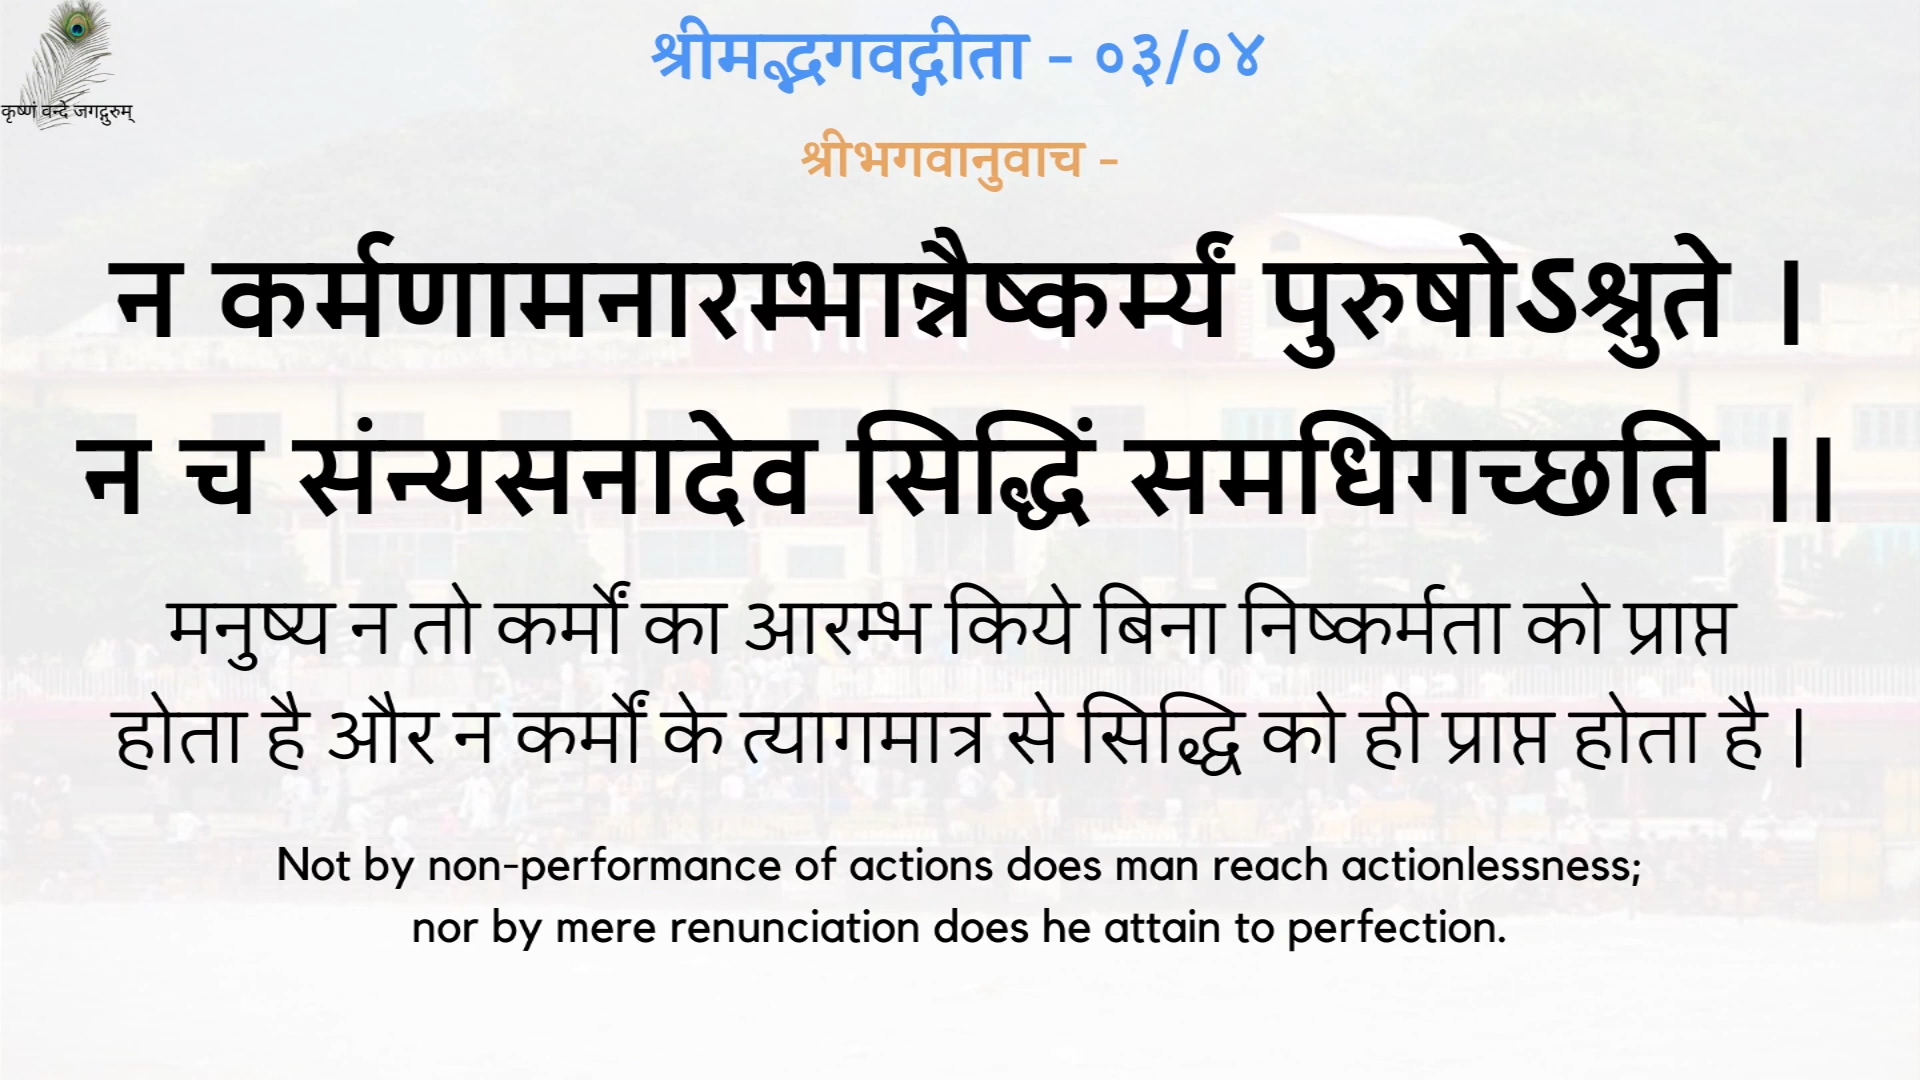 श्रीमद्भगवद्गीता - ०३/०४
कृष्णं वन्दे जगद्गुरुम्
श्रीभगवानुवाच -
न कर्मणामनारम्भान्नैष्कर्म्यं पुरुषोऽश्नुते |
न च संन्यसनादेव सिद्धिं समधिगच्छति ||
मनुष्य न तो कर्मों का आरम्भ किये बिना निष्कर्मता को प्राप्त
होता है और न कर्मों के त्यागमात्र से सिद्धि को ही प्राप्त होता है |
Not by non-performance of actions does man reach actionlessness;
nor by mere renunciation does he attain to perfection.